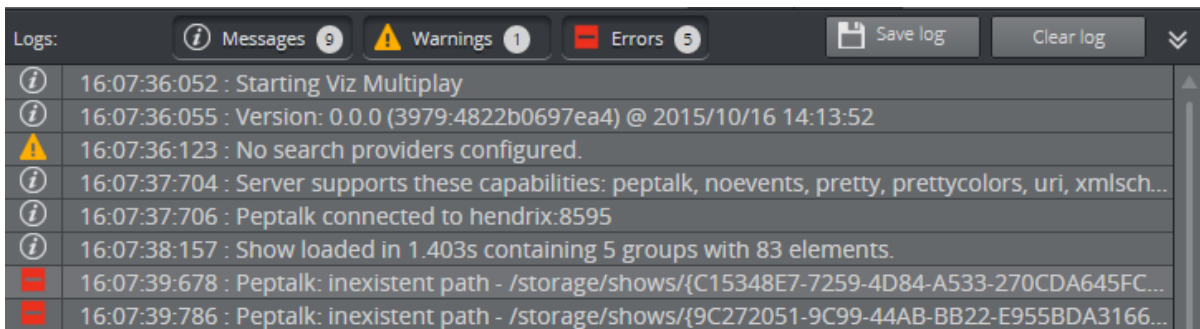 Logs: Messages 9 Warnings 1 Errors 5 Save log Clear log
16:07:36:052 : Starting Viz Multiplay
16:07:36:055 : Version: 0.0.0 (3979:4822b0697ea4) @ 2015/10/16 14:13:52
16:07:36:123 : No search providers configured.
16:07:37:704 : Server supports these capabilities: peptalk, noevents, pretty, prettycolors, uri, xmlsch...
16:07:37:706 : Peptalk connected to hendrix:8595
16:07:38:157 : Show loaded in 1.403s containing 5 groups with 83 elements.
16:07:39:678 : Peptalk: inexistent path - /storage/shows/{C15348E7-7259-4D84-A533-270CDA645FC...
16:07:39:786 : Peptalk: inexistent path - /storage/shows/{9C272051-9C99-44AB-BB22-E955BDA3166...